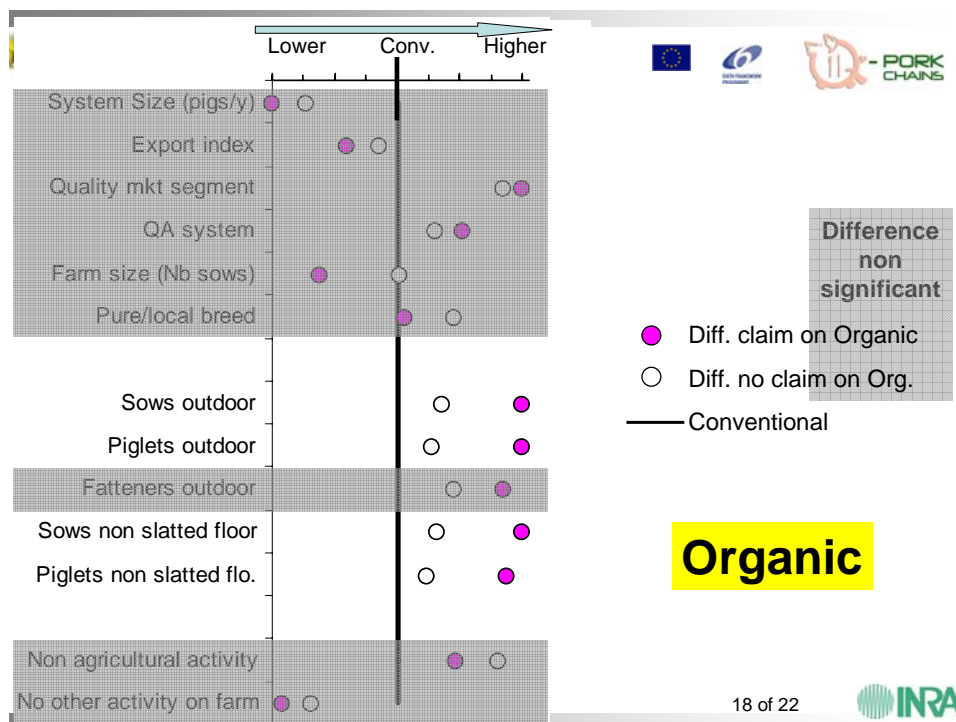 Lower Conv. Higher
System Size (pigs/y)
Export index
Quality mkt segment
QA system
Farm size (Nb sows)
Pure/local breed
Sows outdoor
Piglets outdoor
Fatteners outdoor
Sows non slatted floor
Piglets non slatted flo.
Non agricultural activity
No other activity on farm
- PORK
CHAINS
Difference
non
significant
Diff. claim on Organic
Diff. no claim on Org.
Conventional
Organic
18 of 22
INRA